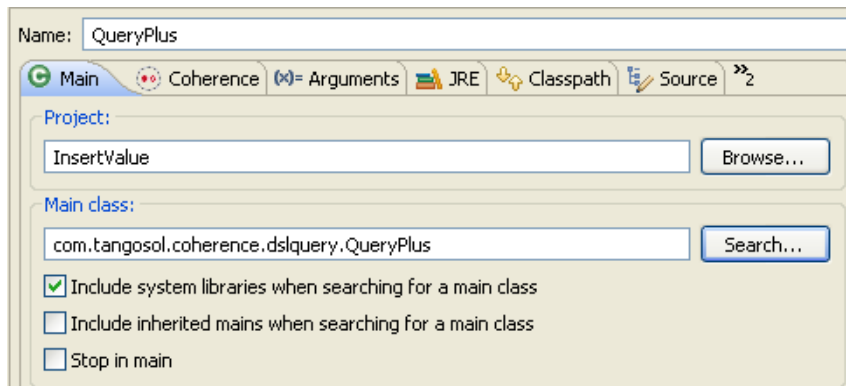 Name: QueryPlus
Main Coherence (x)= Arguments JRE Classpath Source »2
Project:
InsertValue Browse...
Main class:
com.tangosol.coherence.dslquery.QueryPlus Search...
Include system libraries when searching for a main class
Include inherited mains when searching for a main class
Stop in main